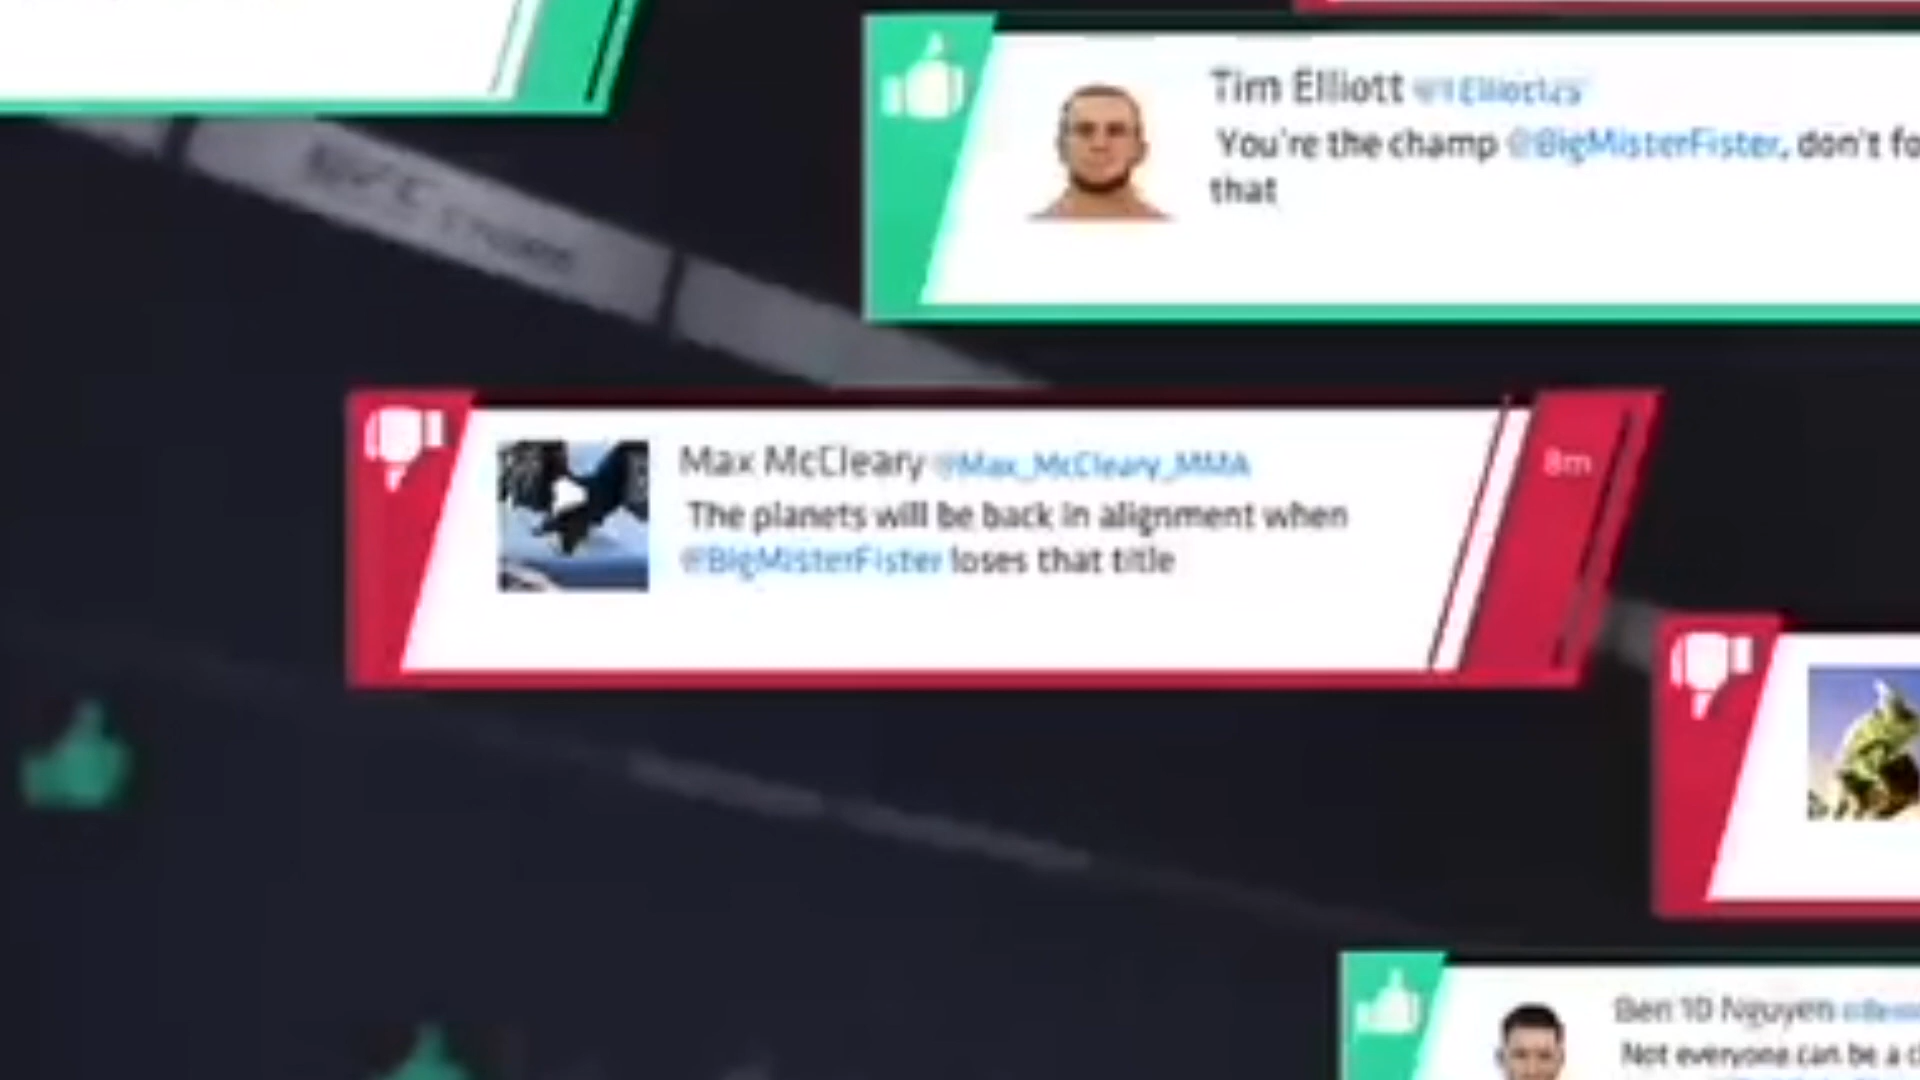 Tim Elliott
You're the champ @BigMisterFister, don't fo
that
Max McCleary @Max_McCleary_MMA
8m
The planets will be back in alignment when
@BigMisterFister loses that title
Ben 10 Nguyen
Not everyone can be a c